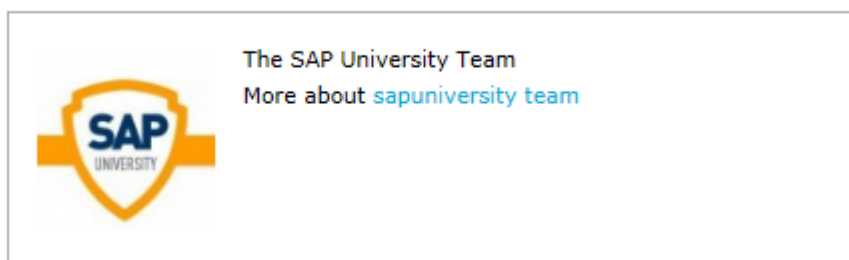 The SAP University Team
More about sapuniversity team
SAP
UNIVERSITY